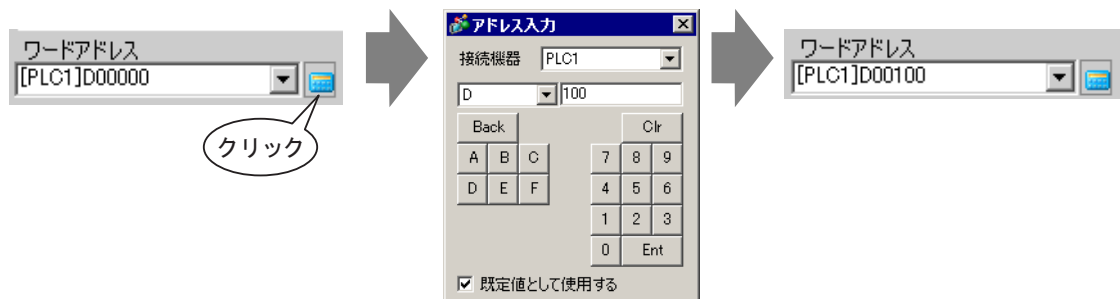 ワードアドレス
[PLC1]D00000
クリック
アドレス入力
接続機器 PLC1
D 100
Back Clr
A B C 7 8 9
D E F 4 5 6
1 2 3
0 Ent
既定値として使用する
ワードアドレス
[PLC1]D00100